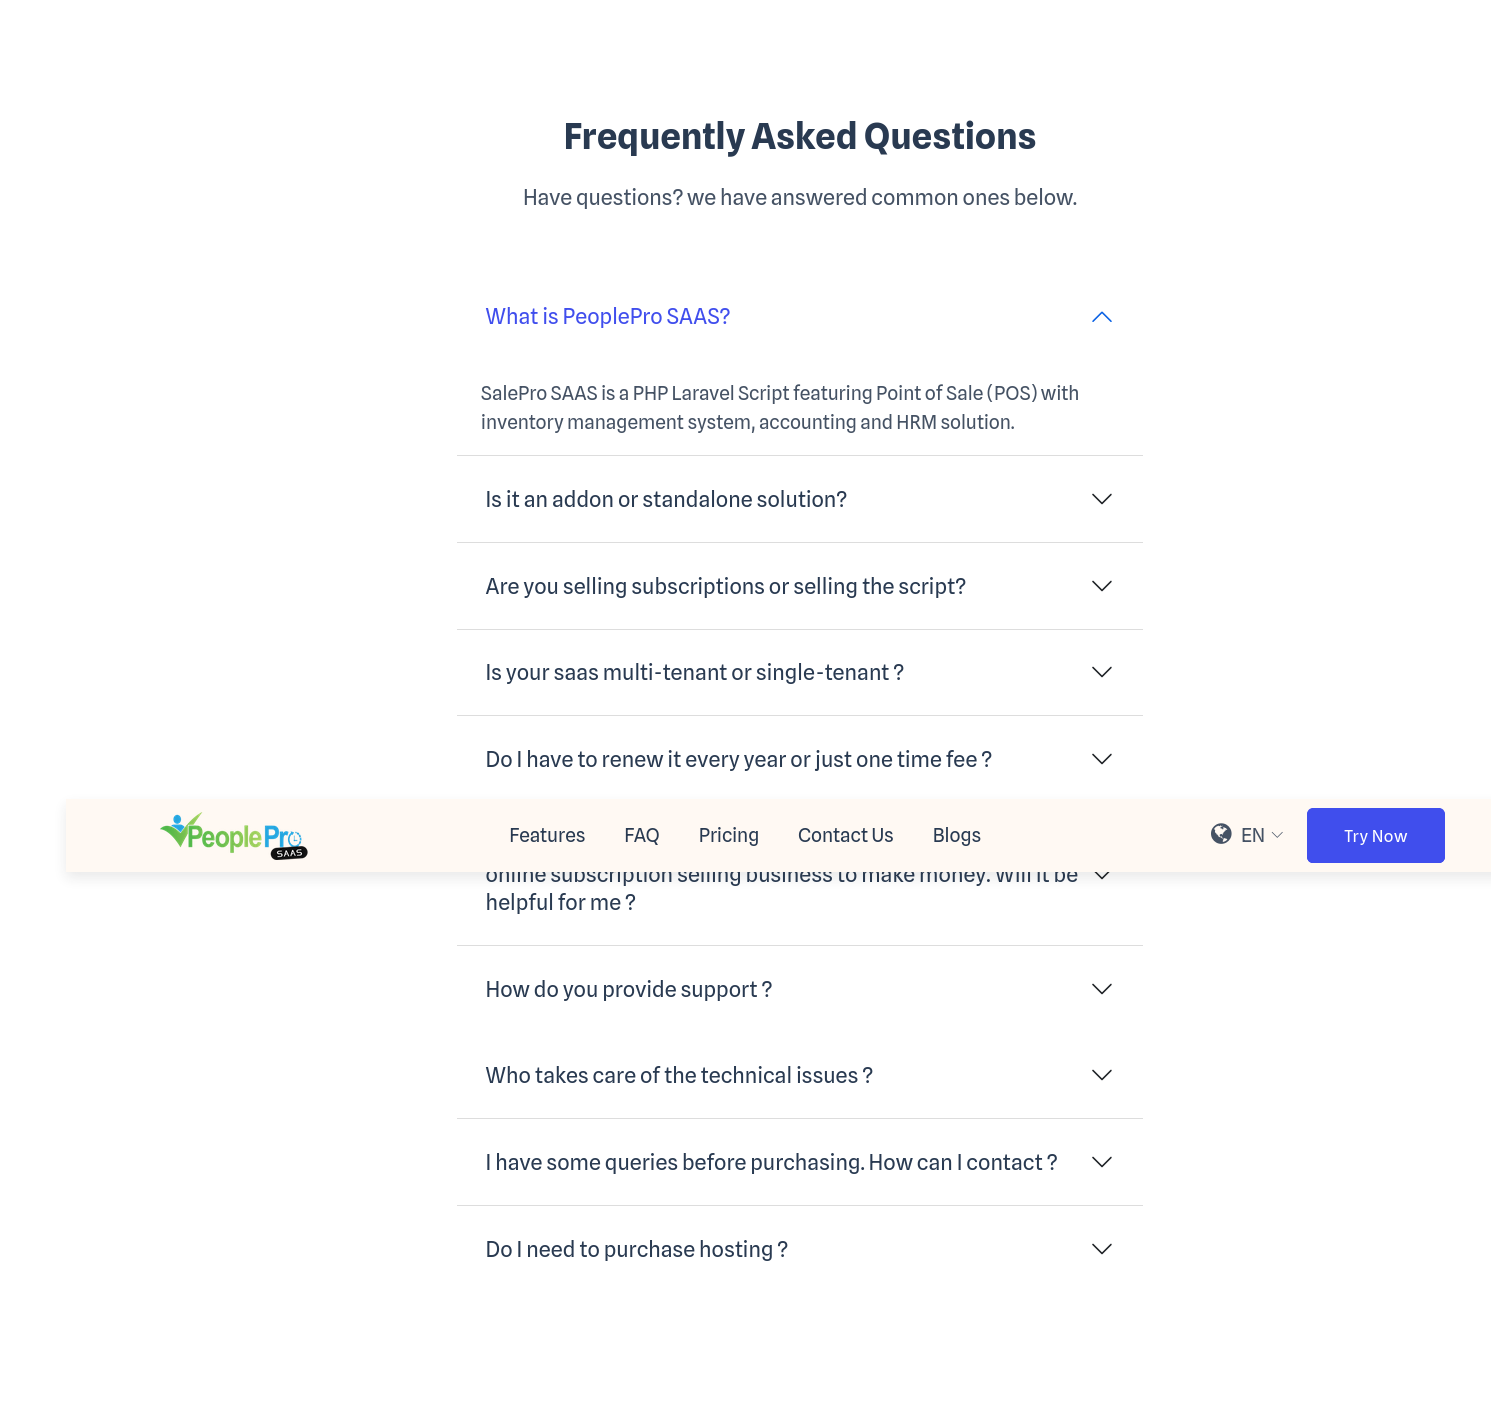 Frequently Asked Questions
Have questions? we have answered common ones below.
What is PeoplePro SAAS?
SalePro SAAS is a PHP Laravel Script featuring Point of Sale (POS) with
inventory management system, accounting and HRM solution.
Is it an addon or standalone solution?
Are you selling subscriptions or selling the script?
Is your saas multi-tenant or single-tenant ?
Do I have to renew it every year or just one time fee ?
People Pro
SAAS
Features FAQ Pricing Contact Us Blogs EN Try Now
online subscription selling business to make money. Will it be
helpful for me ?
How do you provide support ?
Who takes care of the technical issues ?
I have some queries before purchasing. How can I contact ?
Do I need to purchase hosting ?